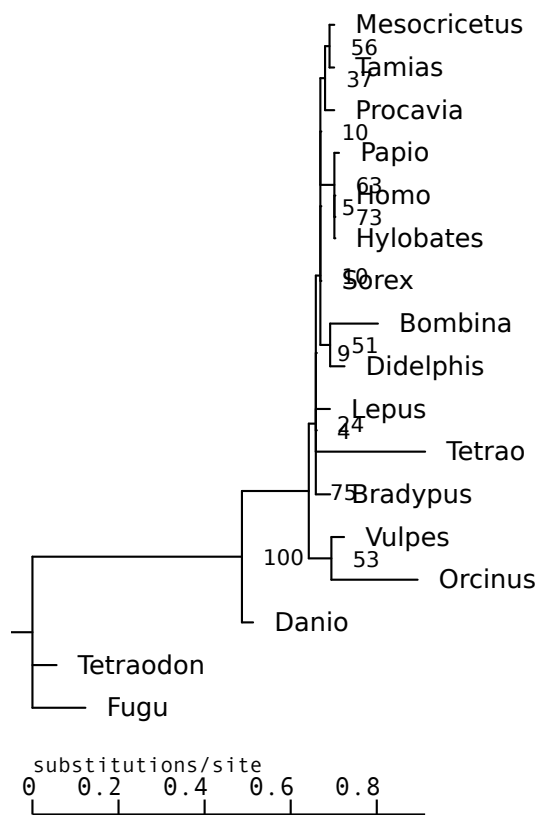 Mesocricetus
56
Tamias
37
Procavia
10
Papio
63
Homo
5
73
Hylobates
10
Sorex
Bombina
51
9
Didelphis
Lepus
24
4
Tetrao
75
Bradypus
Vulpes
100
53
Orcinus
Danio
Tetraodon
Fugu
substitutions/site
0 0.2 0.4 0.6 0.8